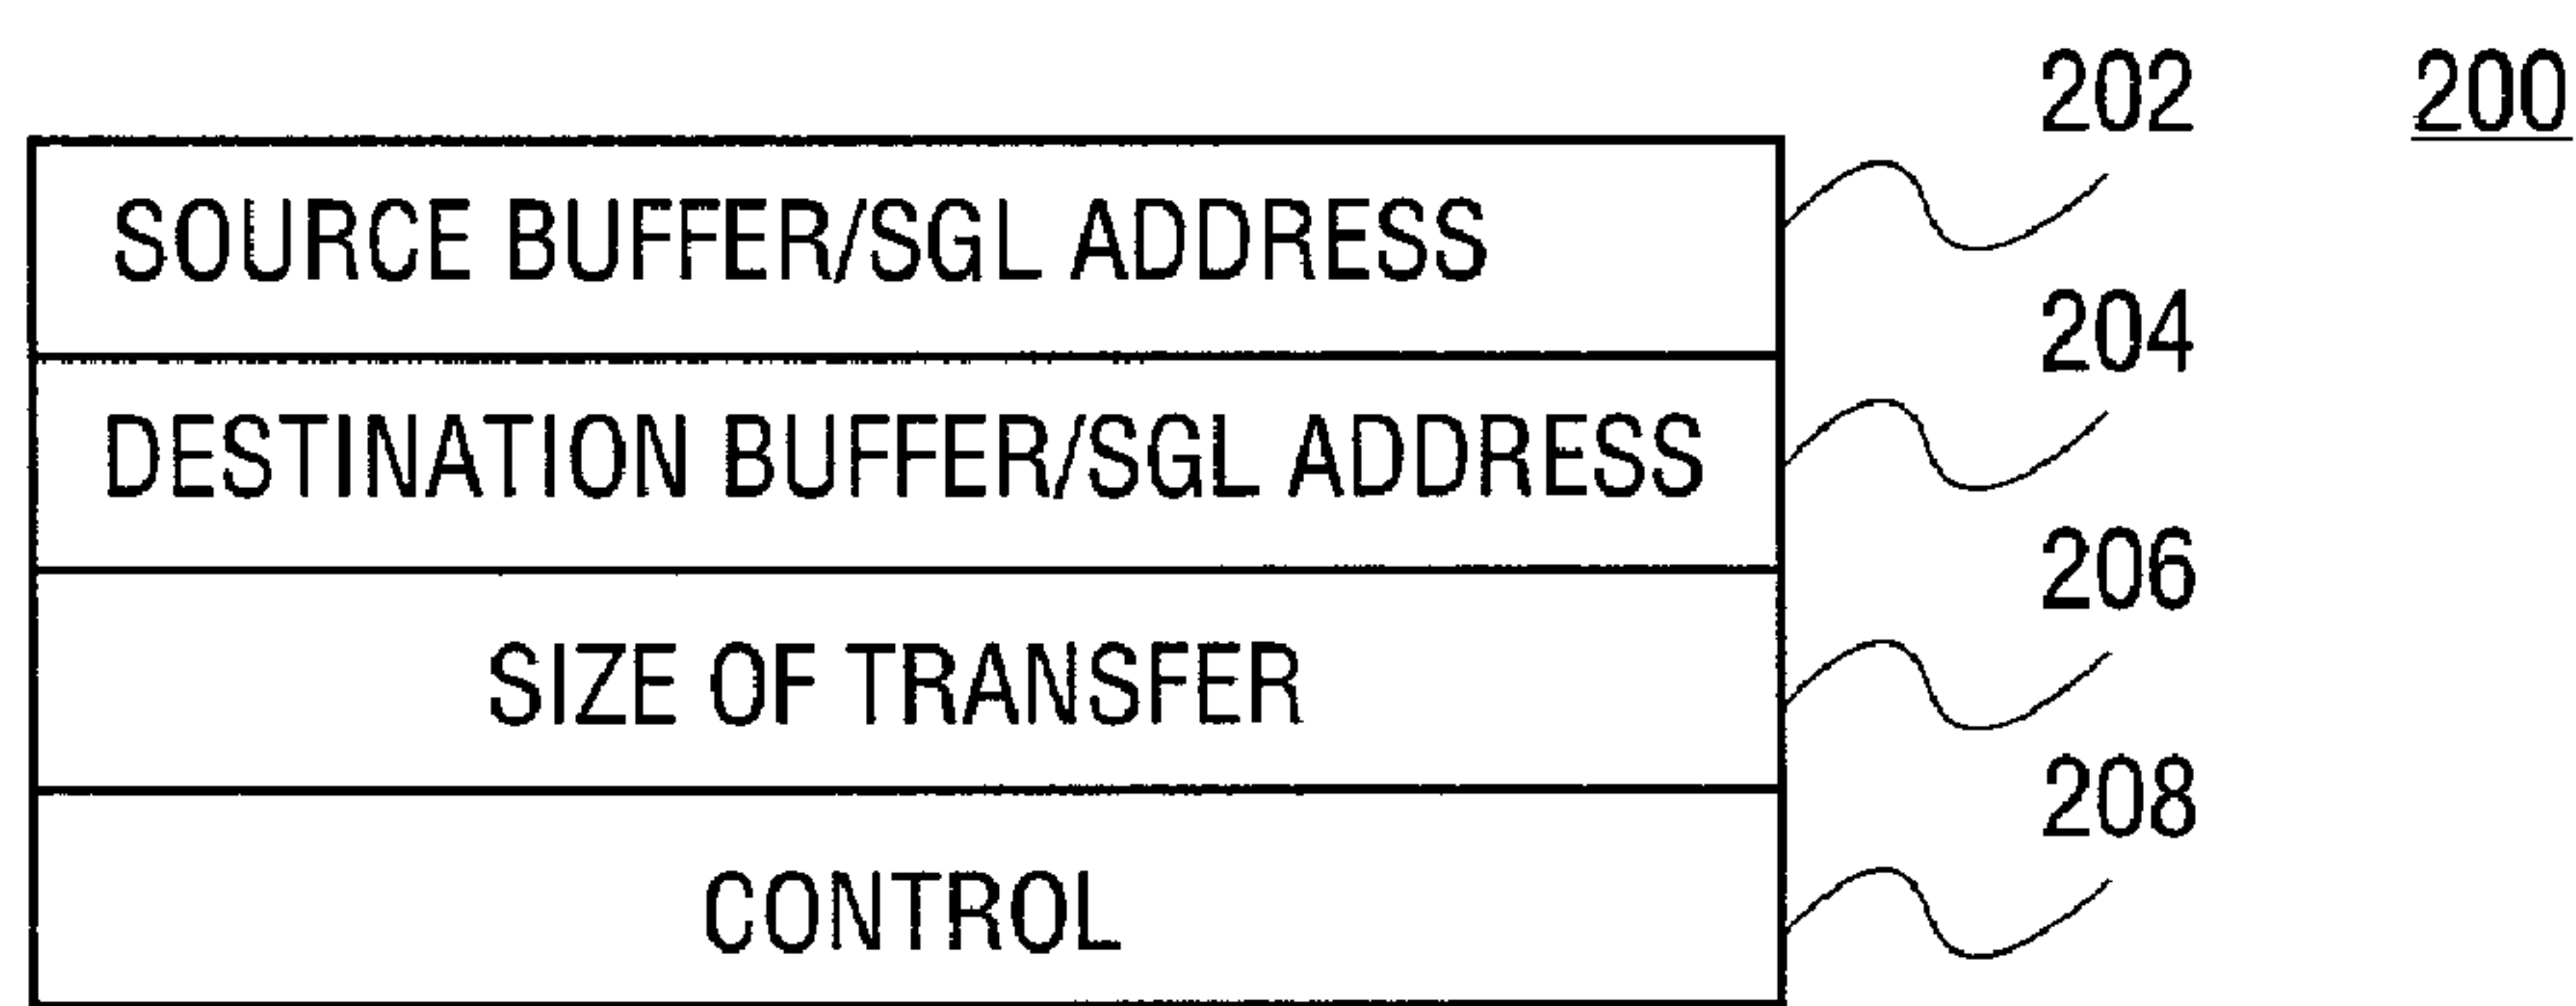 202 200
SOURCE BUFFER/SGL ADDRESS
204
DESTINATION BUFFER/SGL ADDRESS
206
SIZE OF TRANSFER
208
CONTROL